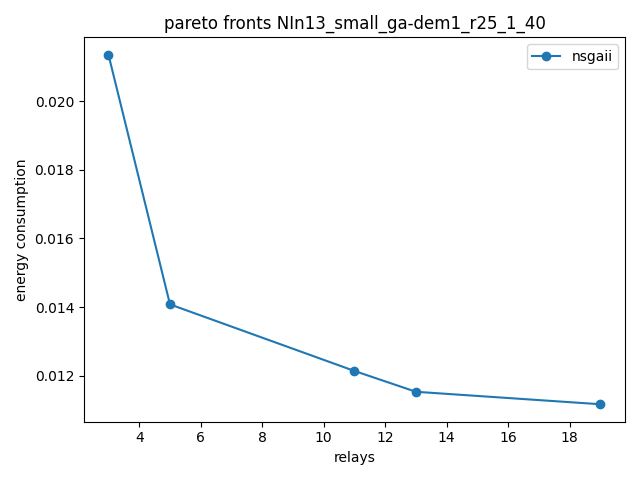 pareto fronts NIn13_small_ga-dem1_r25_1_40
nsgaii
energy consumption
0.020
0.018
0.016
0.014
0.012
4 6 8 10 12 14 16 18
relays